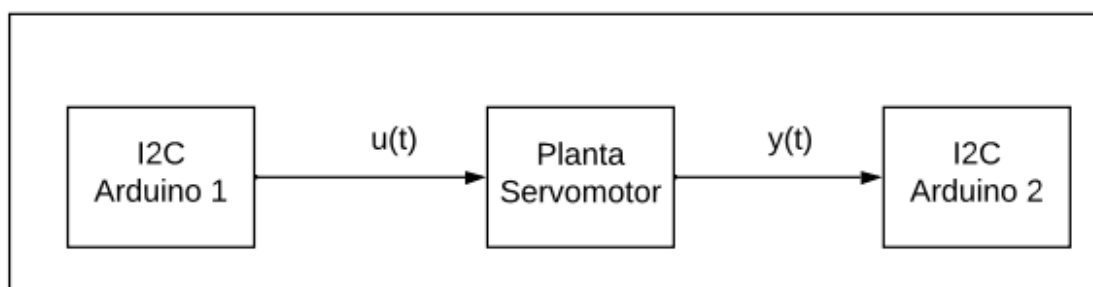 I2C
Arduino 1
u(t)
Planta
Servomotor
y(t)
I2C
Arduino 2